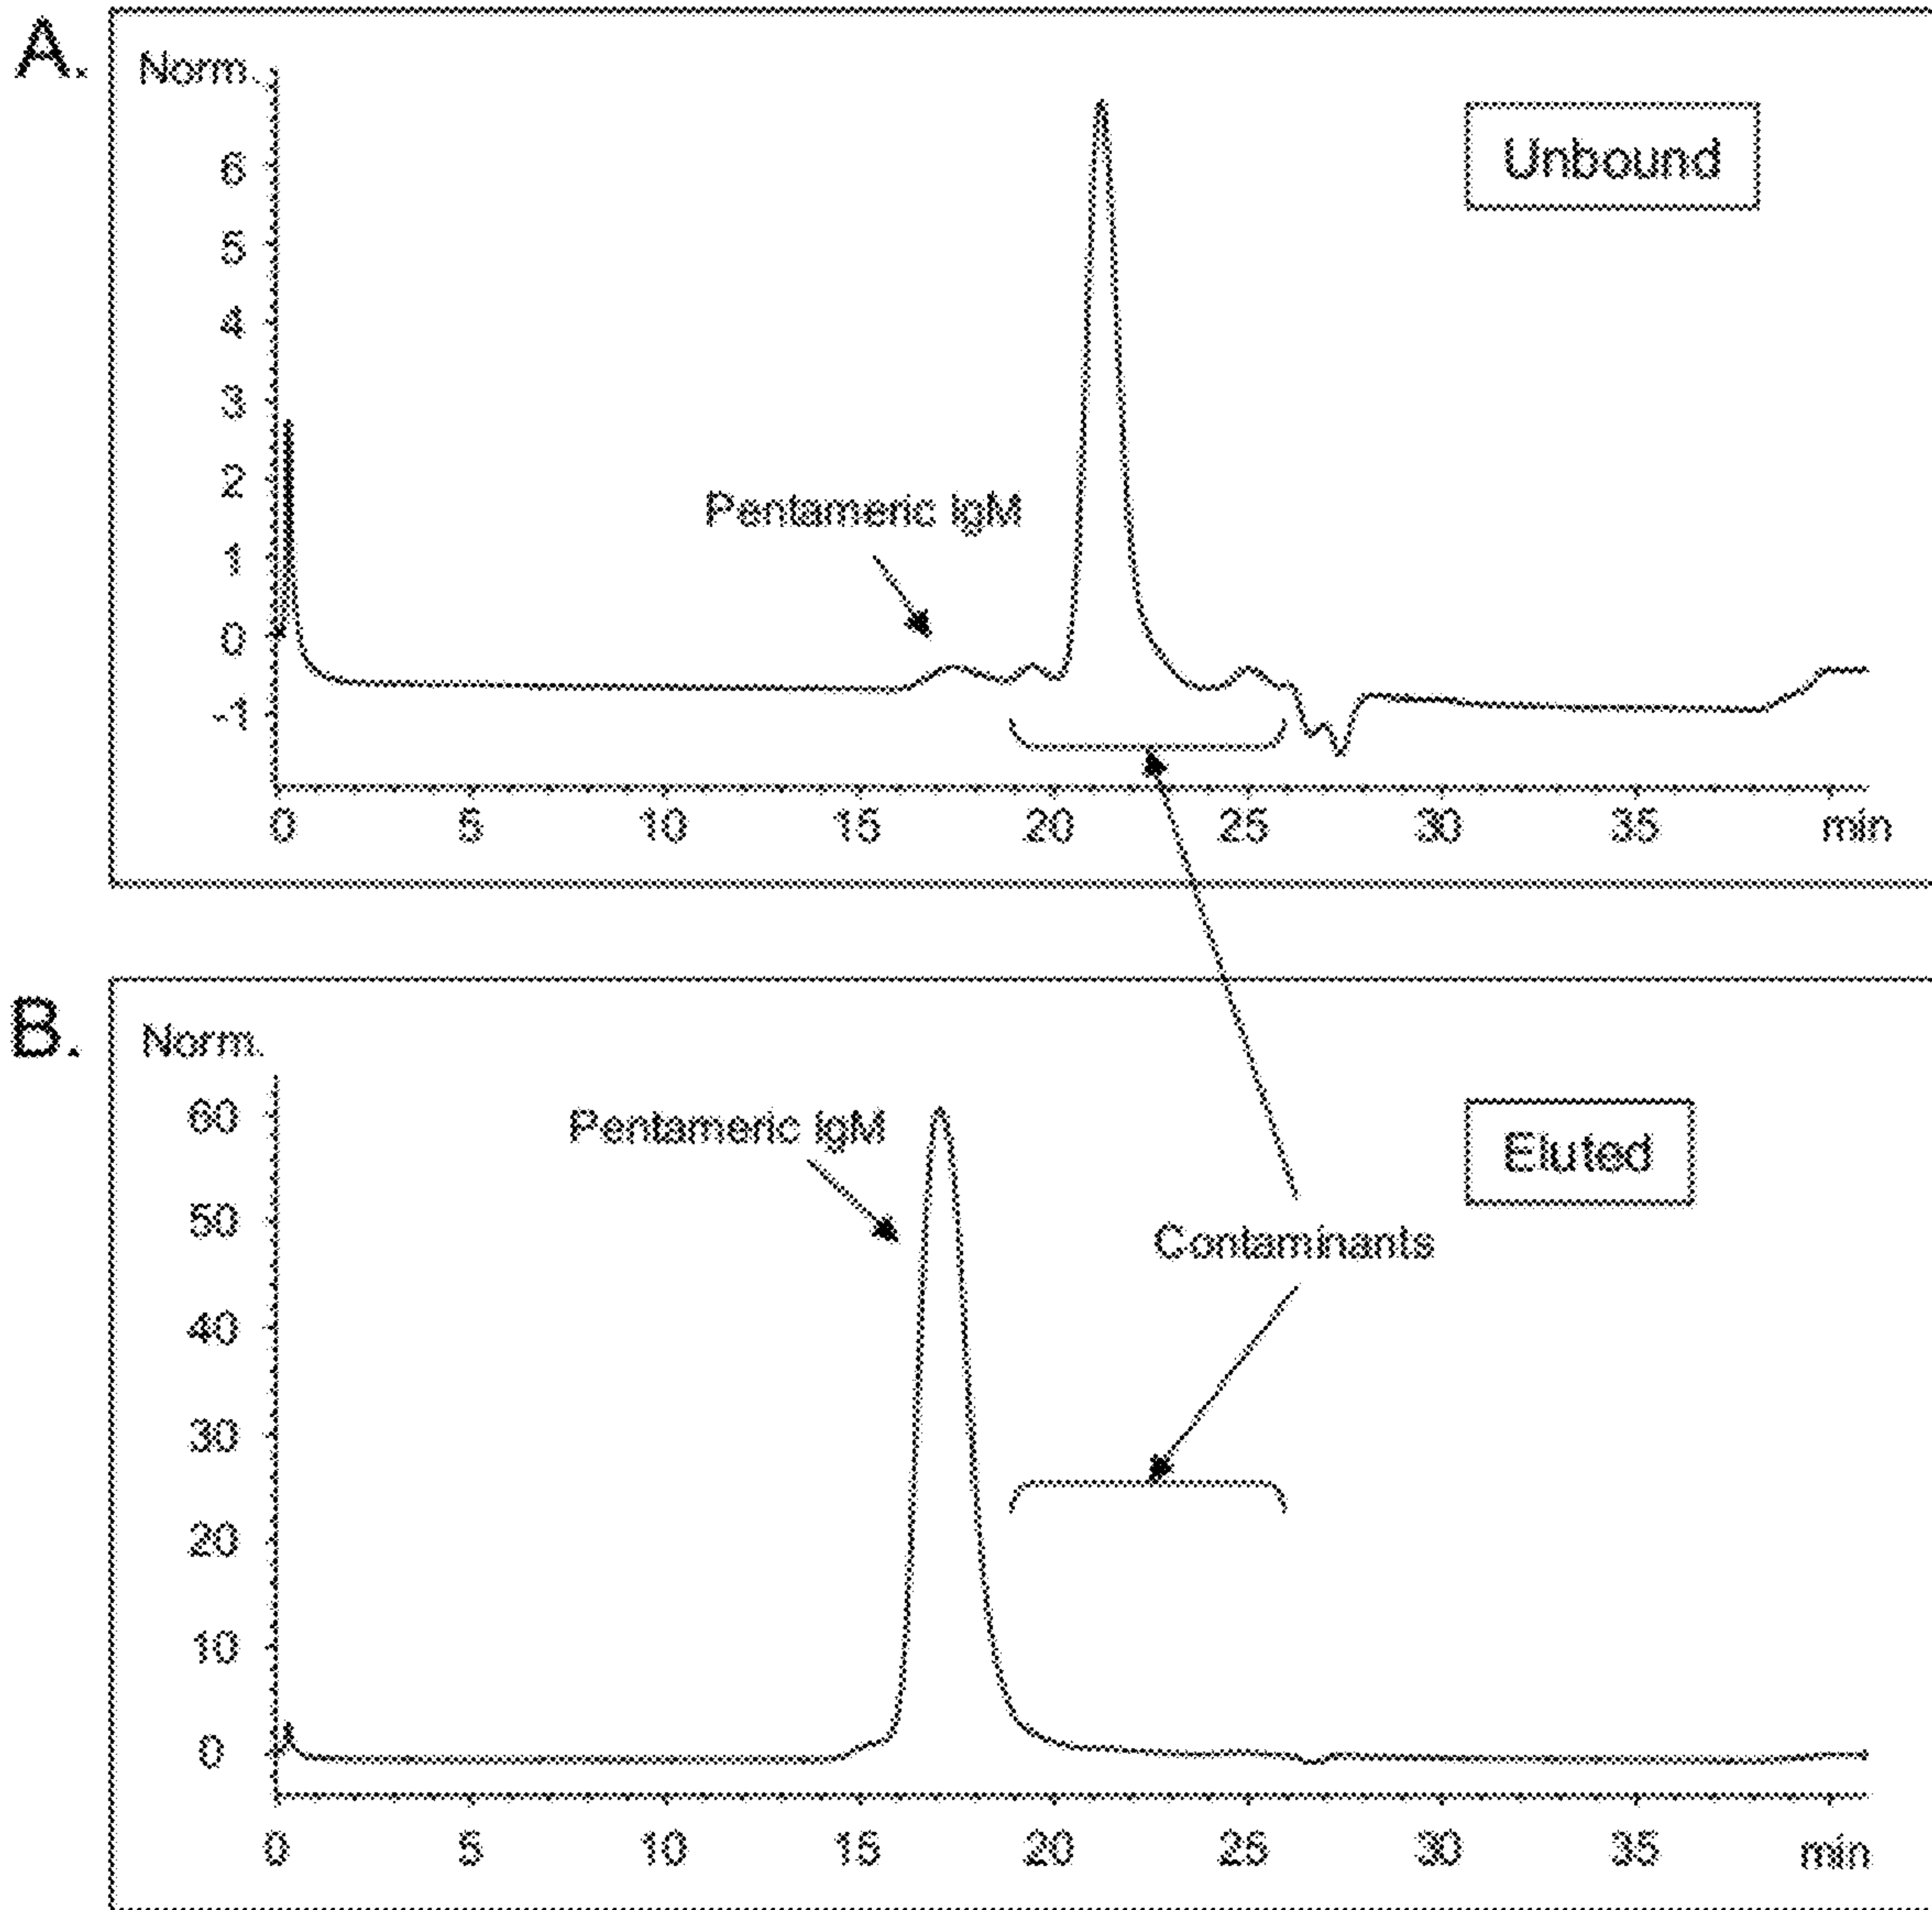 A.
Norm.
Unbound
6
5
4
3
2
1
0
-1
Pentameric IgM
0 5 10 15 20 25 30 35 min
B.
Norm.
Eluted
60
50
40
30
20
10
0
Pentameric IgM
Contaminants
0 5 10 15 20 25 30 35 min